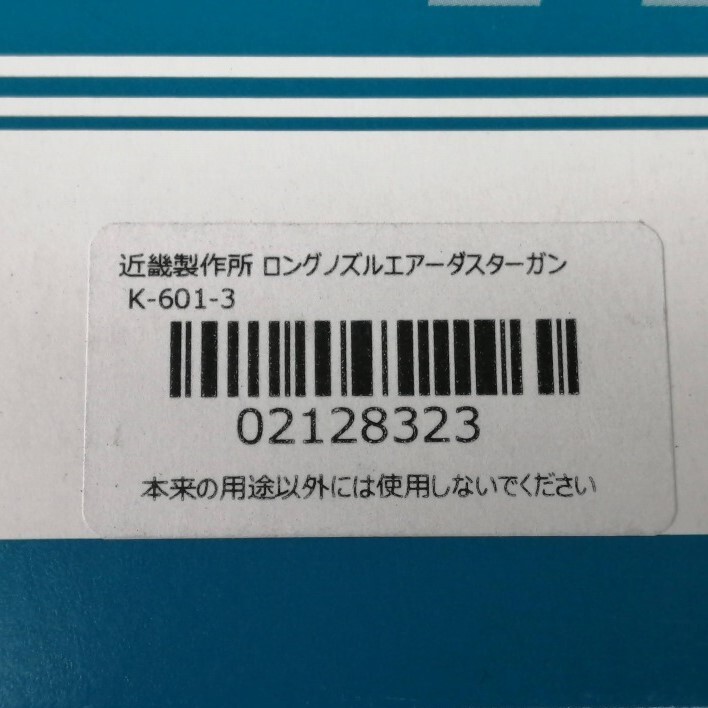 近畿製作所 ロングノズルエアーダスターガン
K-601-3
02128323
本来の用途以外には使用しないでください